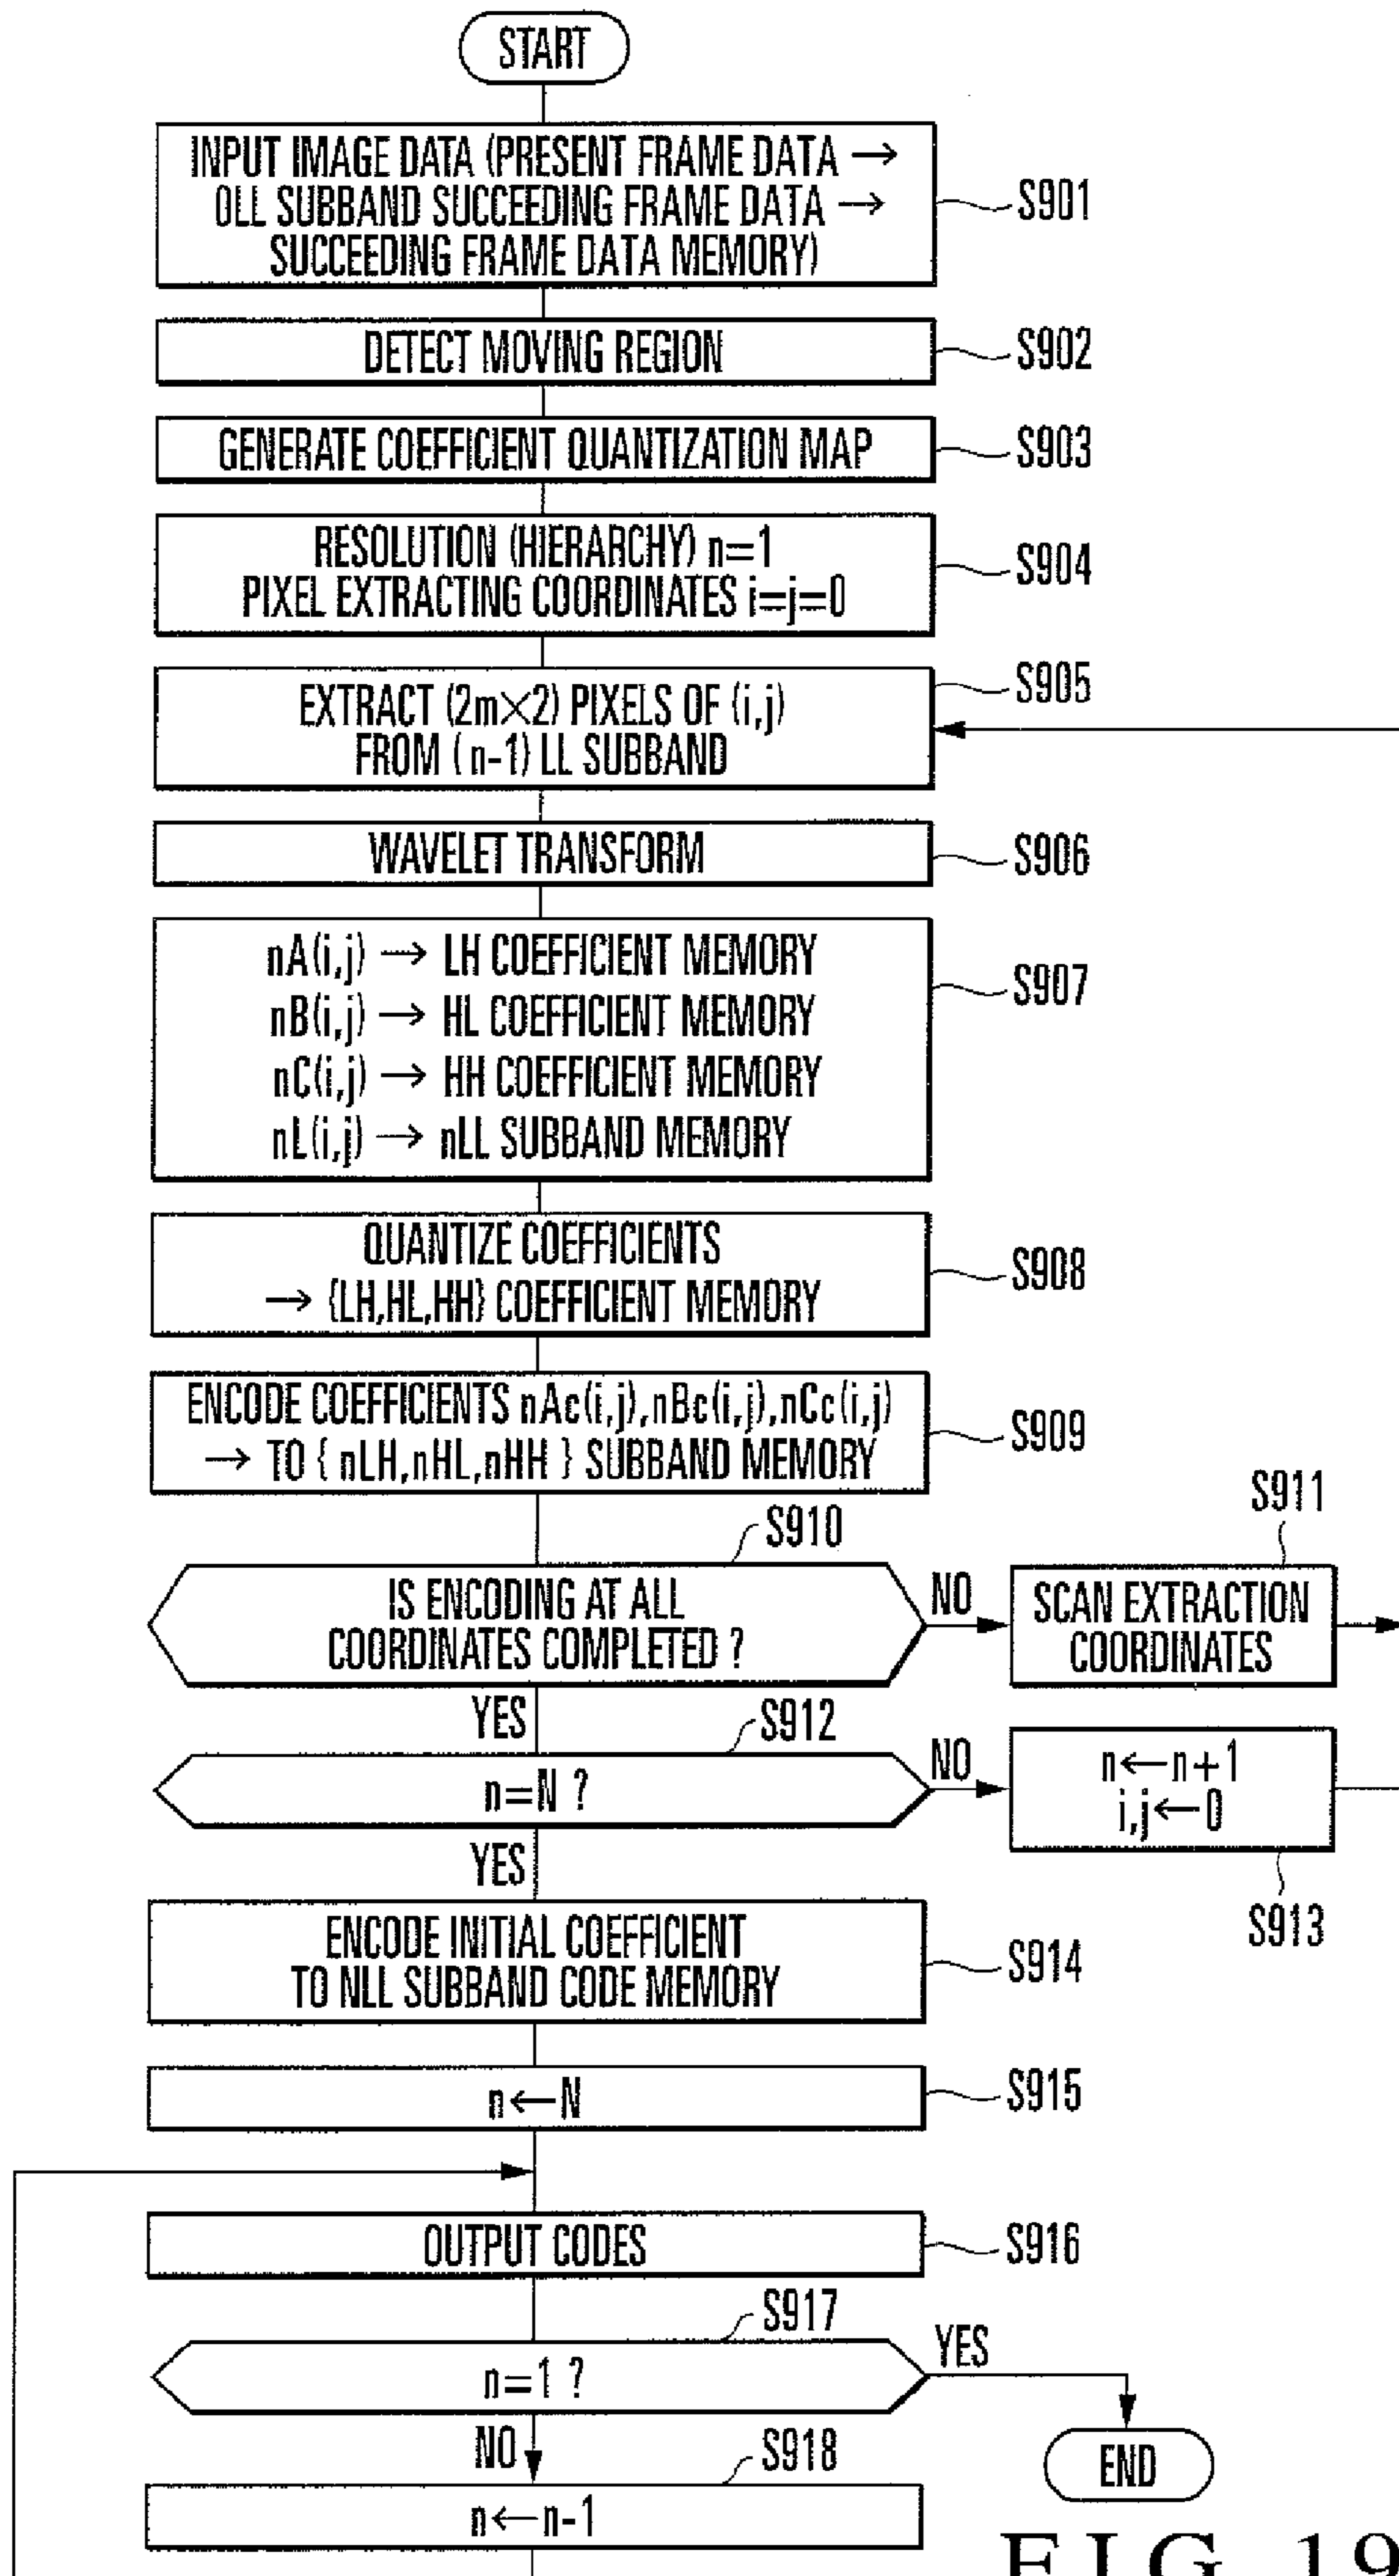 START
INPUT IMAGE DATA (PRESENT FRAME DATA →
OLL SUBBAND SUCCEEDING FRAME DATA →
SUCCEEDING FRAME DATA MEMORY)
S901
DETECT MOVING REGION
S902
GENERATE COEFFICIENT QUANTIZATION MAP
S903
RESOLUTION (HIERARCHY) n=1
PIXEL EXTRACTING COORDINATES i=j=0
S904
EXTRACT (2m×2) PIXELS OF (i,j)
FROM (n-1) LL SUBBAND
S905
WAVELET TRANSFORM
S906
nA(i,j) → LH COEFFICIENT MEMORY
nB(i,j) → HL COEFFICIENT MEMORY
nC(i,j) → HH COEFFICIENT MEMORY
nL(i,j) → nLL SUBBAND MEMORY
S907
QUANTIZE COEFFICIENTS
→ {LH,HL,HH} COEFFICIENT MEMORY
S908
ENCODE COEFFICIENTS nAc(i,j),nBc(i,j),nCc(i,j)
→ TO { nLH,nHL,nHH } SUBBAND MEMORY
S909
S910
IS ENCODING AT ALL
COORDINATES COMPLETED ?
NO
S911
SCAN EXTRACTION
COORDINATES
YES
S912
n=N ?
NO
n←n+1
i,j←0
S913
YES
ENCODE INITIAL COEFFICIENT
TO NLL SUBBAND CODE MEMORY
S914
n←N
S915
OUTPUT CODES
S916
S917
n=1 ?
YES
NO
S918
n←n-1
END
FIG.19